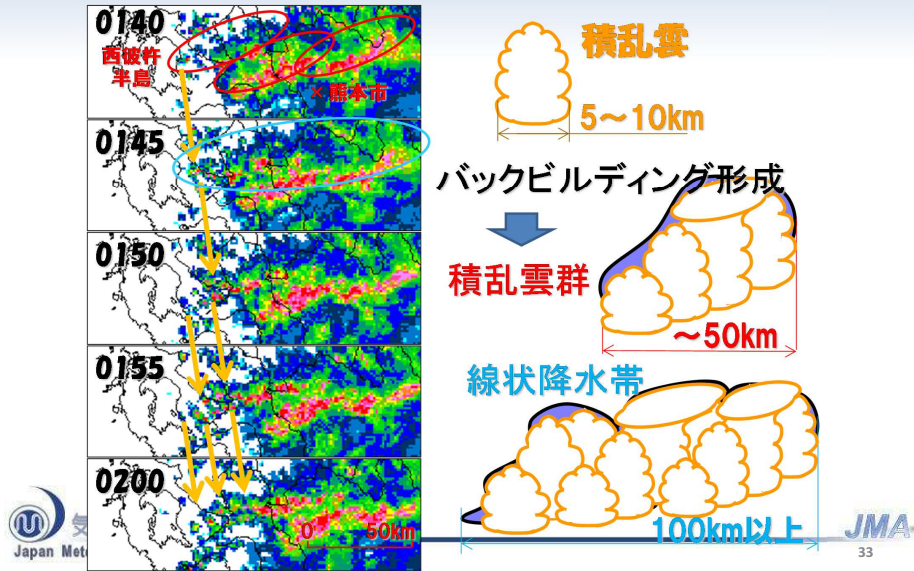 0140
西彼杵
半島
×熊本市
0145
0150
0155
0200
0 50km
積乱雲
5～10km
バックビルディング形成
積乱雲群
～50km
線状降水帯
100km以上
気
Japan Mete
JMA
33